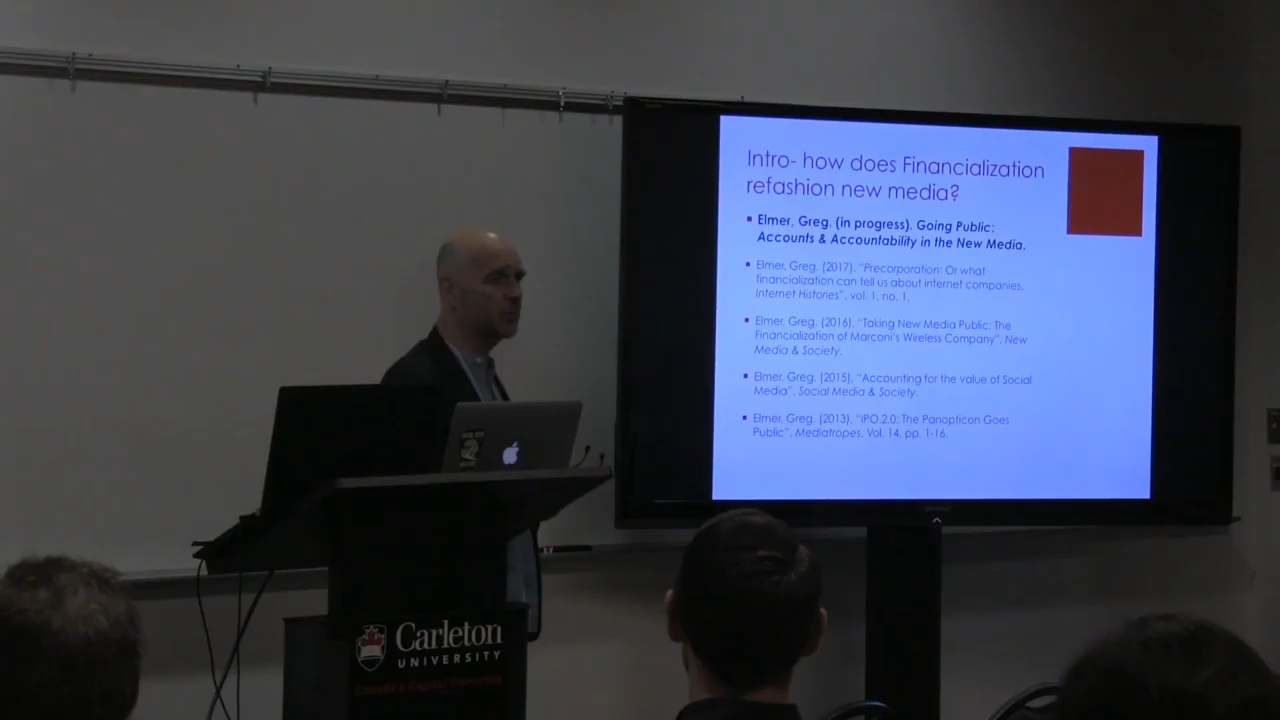 Intro- how does Financialization
refashion new media?
Elmer, Greg. (in progress). Going Public:
Accounts & Accountability in the New Media.
Elmer, Greg. (2017). “Precorporation: Or what
financialization can tell us about internet companies.
Internet Histories”, vol. 1, no. 1.
Elmer, Greg. (2016). “Taking New Media Public: The
Financialization of Marconi’s Wireless Company”, New
Media & Society.
Elmer, Greg. (2015). “Accounting for the value of Social
Media”, Social Media & Society.
Elmer, Greg. (2013). “IPO 2.0: The Panopticon Goes
Public”, Mediatropes. Vol. 14, pp. 1-16.
Carleton
UNIVERSITY
Canada's Capital University